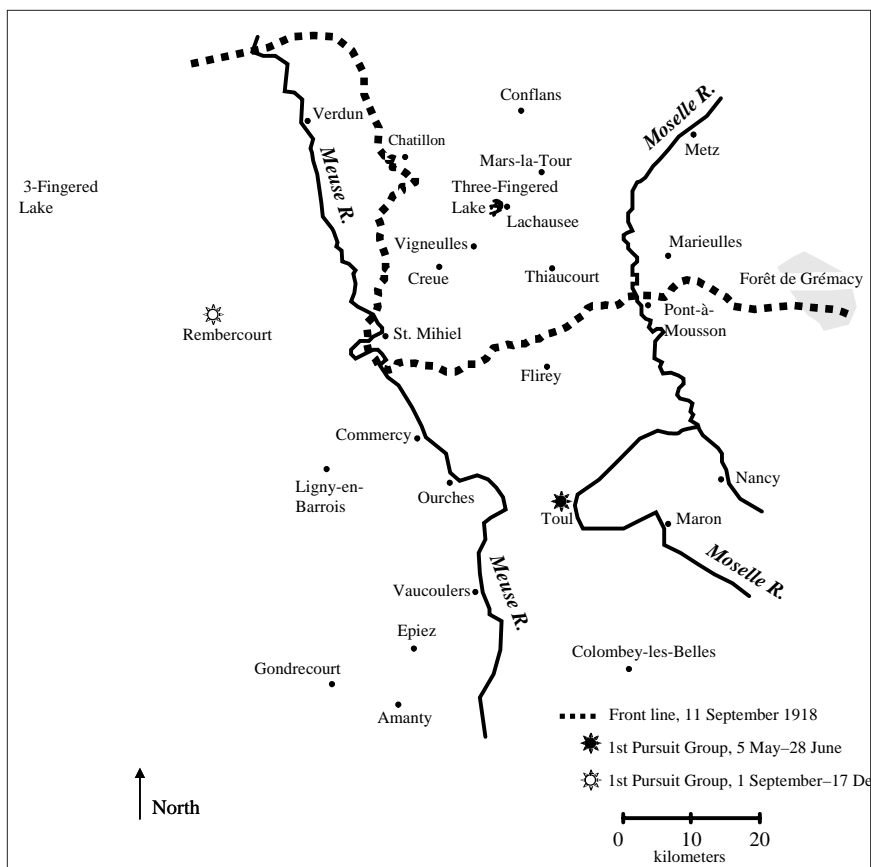 Conflans
Moselle R.
Verdun
Metz
Chatillon
Mars-la-Tour
3-Fingered
Lake
Meuse R.
Three-Fingered
Lake
Lachausee
Vigneulles
Marieulles
Creue
Thiaucourt
Forêt de Grémacy
Pont-à-
Mousson
Rembercourt
St. Mihiel
Flirey
Commercy
Ligny-en-
Barrois
Ourches
Nancy
Toul
Maron
Moselle R.
Meuse R.
Vaucoulers
Epiez
Colombey-les-Belles
Gondrecourt
Amanty
Front line, 11 September 1918
1st Pursuit Group, 5 May–28 June
1st Pursuit Group, 1 September–17 De
North
0 10 20
kilometers